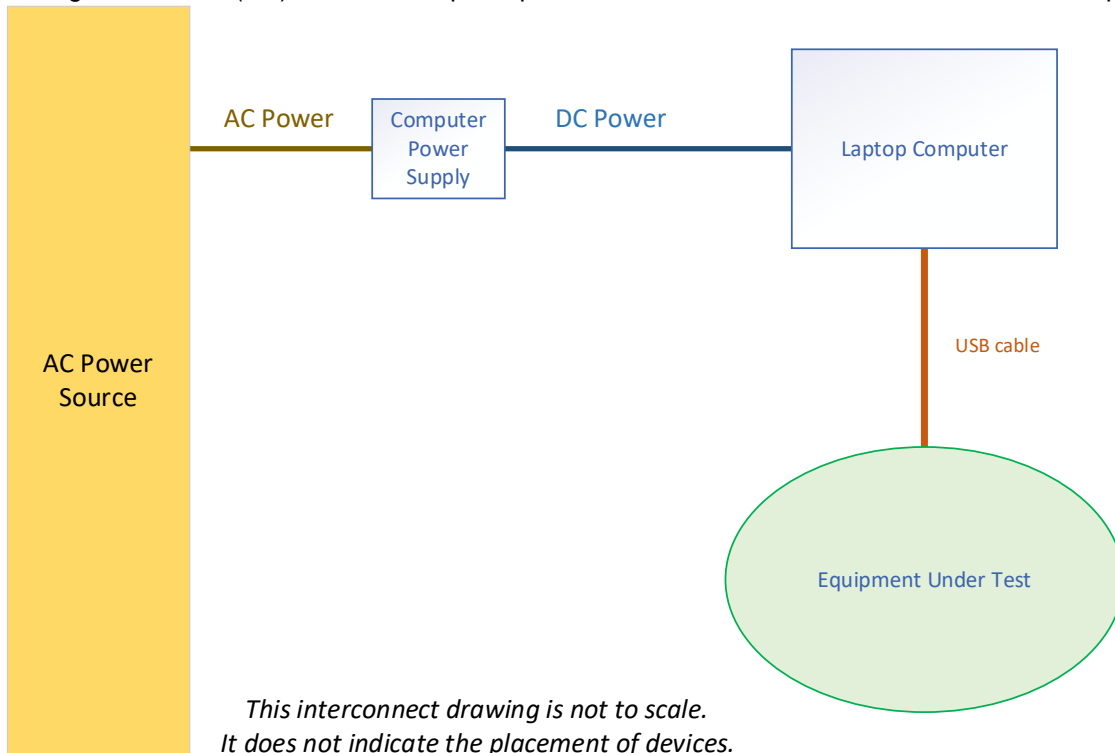 AC Power
Computer
Power
Supply
DC Power
Laptop Computer
USB cable
AC Power
Source
Equipment Under Test
This interconnect drawing is not to scale.
It does not indicate the placement of devices.